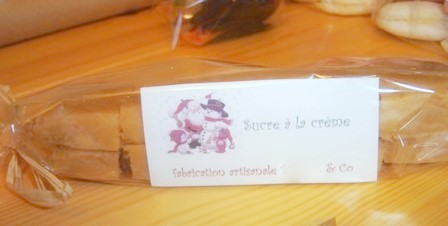 Sucre à la crème
fabrication artisanale & Co